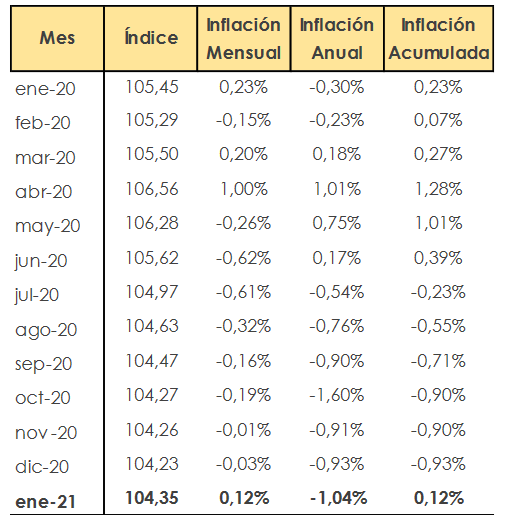 Mes Índice Inflación Mensual Inflación Anual Inflación Acumulada
ene-20 105,45 0,23% -0,30% 0,23%
feb-20 105,29 -0,15% -0,23% 0,07%
mar-20 105,50 0,20% 0,18% 0,27%
abr-20 106,56 1,00% 1,01% 1,28%
may-20 106,28 -0,26% 0,75% 1,01%
jun-20 105,62 -0,62% 0,17% 0,39%
jul-20 104,97 -0,61% -0,54% -0,23%
ago-20 104,63 -0,32% -0,76% -0,55%
sep-20 104,47 -0,16% -0,90% -0,71%
oct-20 104,27 -0,19% -1,60% -0,90%
nov-20 104,26 -0,01% -0,91% -0,90%
dic-20 104,23 -0,03% -0,93% -0,93%
ene-21 104,35 0,12% -1,04% 0,12%